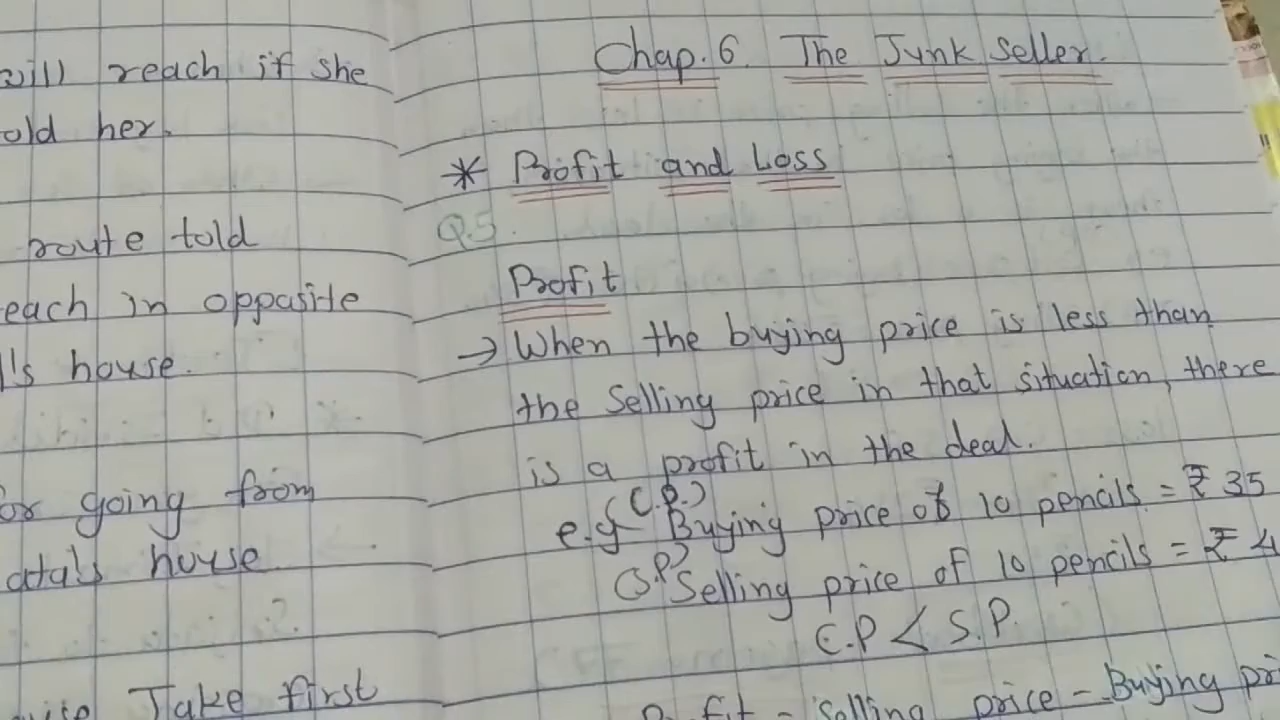 will reach if she
old her.
route told
each in opposite
l's house.
or going from
house
Take first
Chap. 6 The Junk Seller.
* Profit and Loss
Q.5.
Profit
→ When the buying price is less than
the selling price in that situation, there
is a profit in the deal.
(C.P.)
e.g Buying price of 10 pencils = ₹ 35
(S.P) Selling price of 10 pencils = ₹ 4
C.P < S.P.
Profit = Selling price - Buying pri